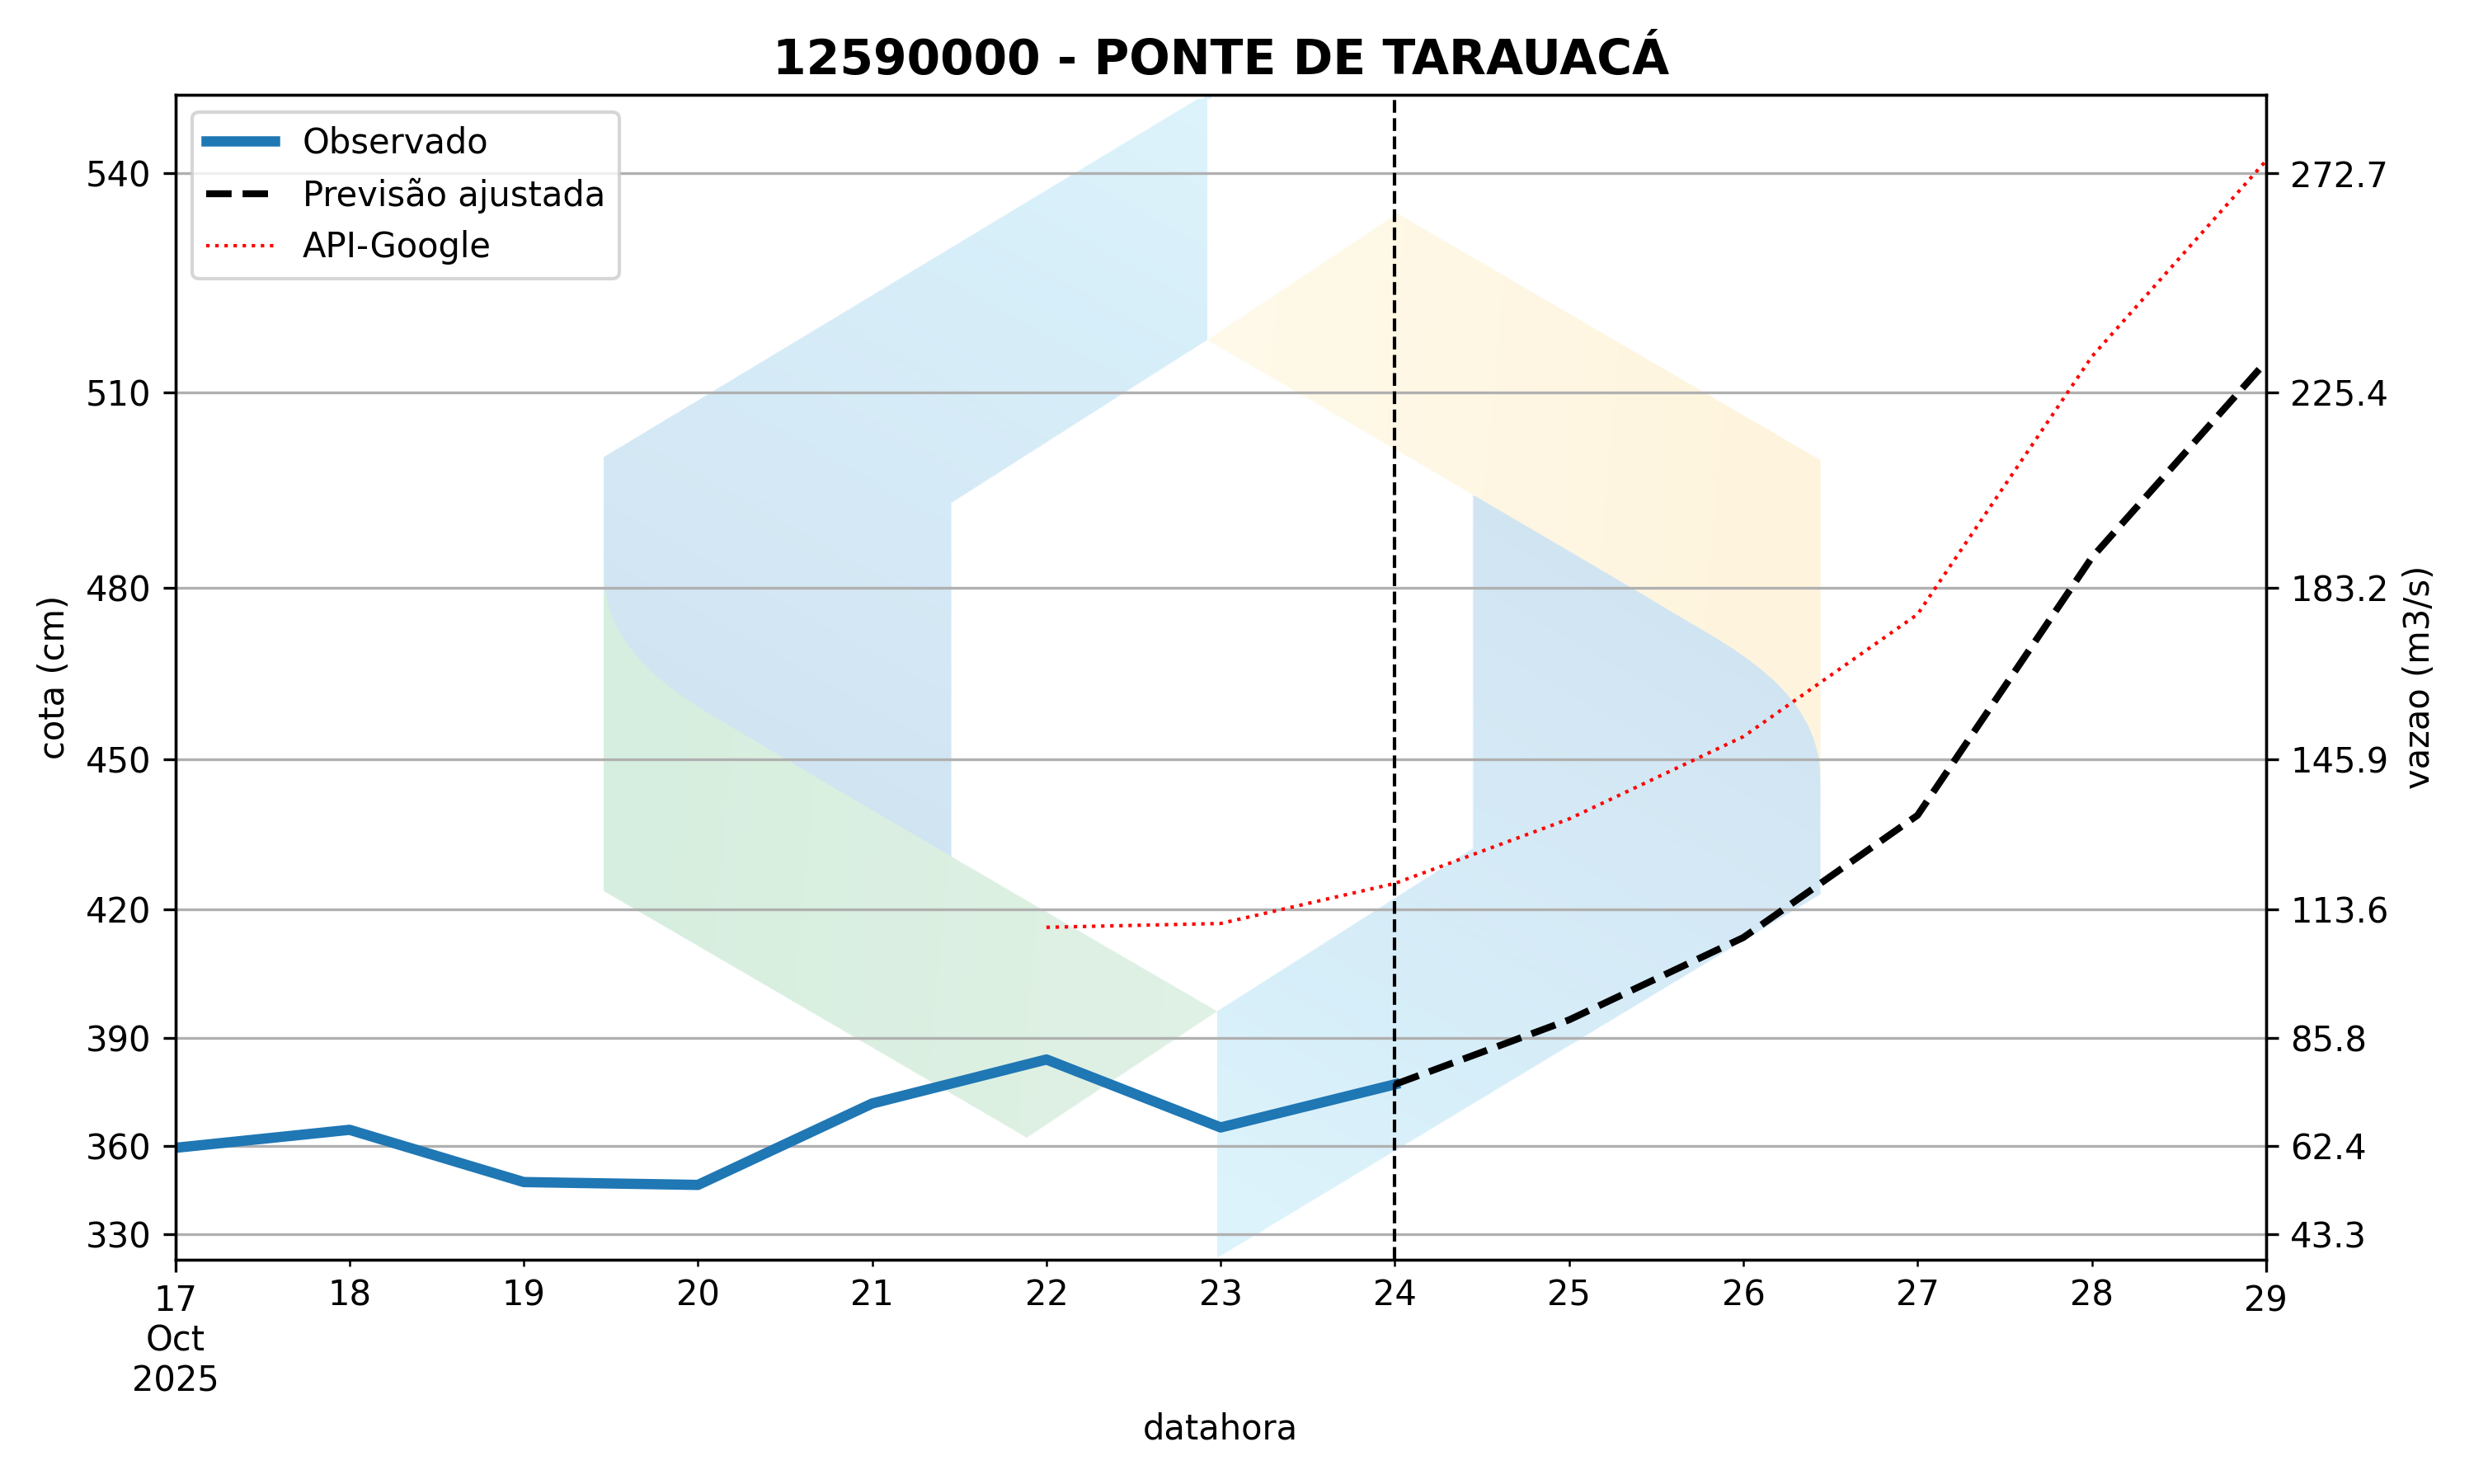 12590000 - PONTE DE TARAUACÁ
Observado
Previsão ajustada
API-Google
540
510
480
450
420
390
360
330
cota (cm)
272.7
225.4
183.2
145.9
113.6
85.8
62.4
43.3
vazao (m3/s)
17 18 19 20 21 22 23 24 25 26 27 28 29
Oct
2025
datahora